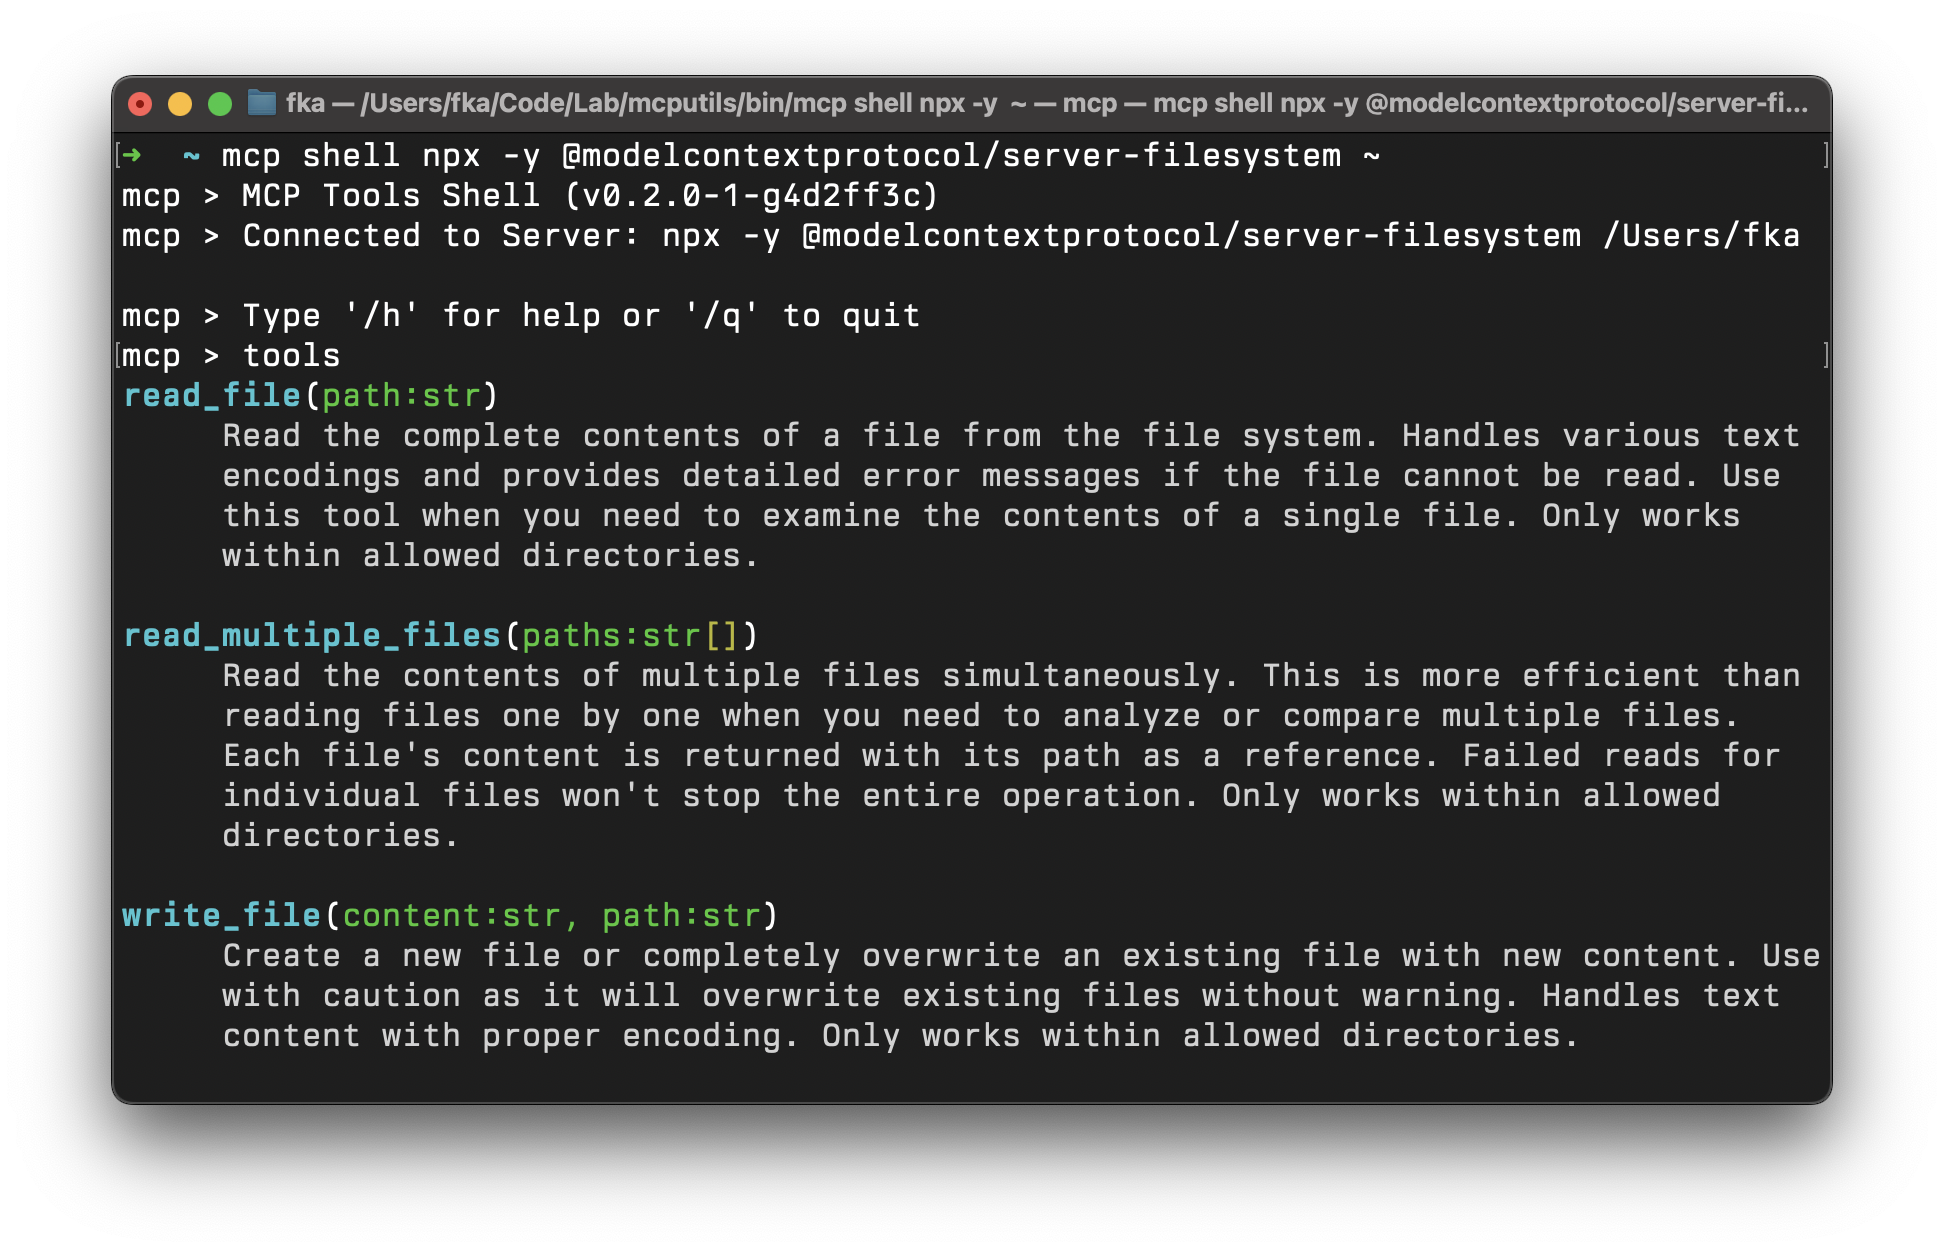 fka — /Users/fka/Code/Lab/mcputils/bin/mcp shell npx -y  ~ — mcp — mcp shell npx -y @modelcontextprotocol/server-fi...
➜  ~ mcp shell npx -y @modelcontextprotocol/server-filesystem ~
mcp > MCP Tools Shell (v0.2.0-1-g4d2ff3c)
mcp > Connected to Server: npx -y @modelcontextprotocol/server-filesystem /Users/fka
mcp > Type '/h' for help or '/q' to quit
mcp > tools
read_file(path:str)
Read the complete contents of a file from the file system. Handles various text
encodings and provides detailed error messages if the file cannot be read. Use
this tool when you need to examine the contents of a single file. Only works
within allowed directories.
read_multiple_files(paths:str[])
Read the contents of multiple files simultaneously. This is more efficient than
reading files one by one when you need to analyze or compare multiple files.
Each file's content is returned with its path as a reference. Failed reads for
individual files won't stop the entire operation. Only works within allowed
directories.
write_file(content:str, path:str)
Create a new file or completely overwrite an existing file with new content. Use
with caution as it will overwrite existing files without warning. Handles text
content with proper encoding. Only works within allowed directories.